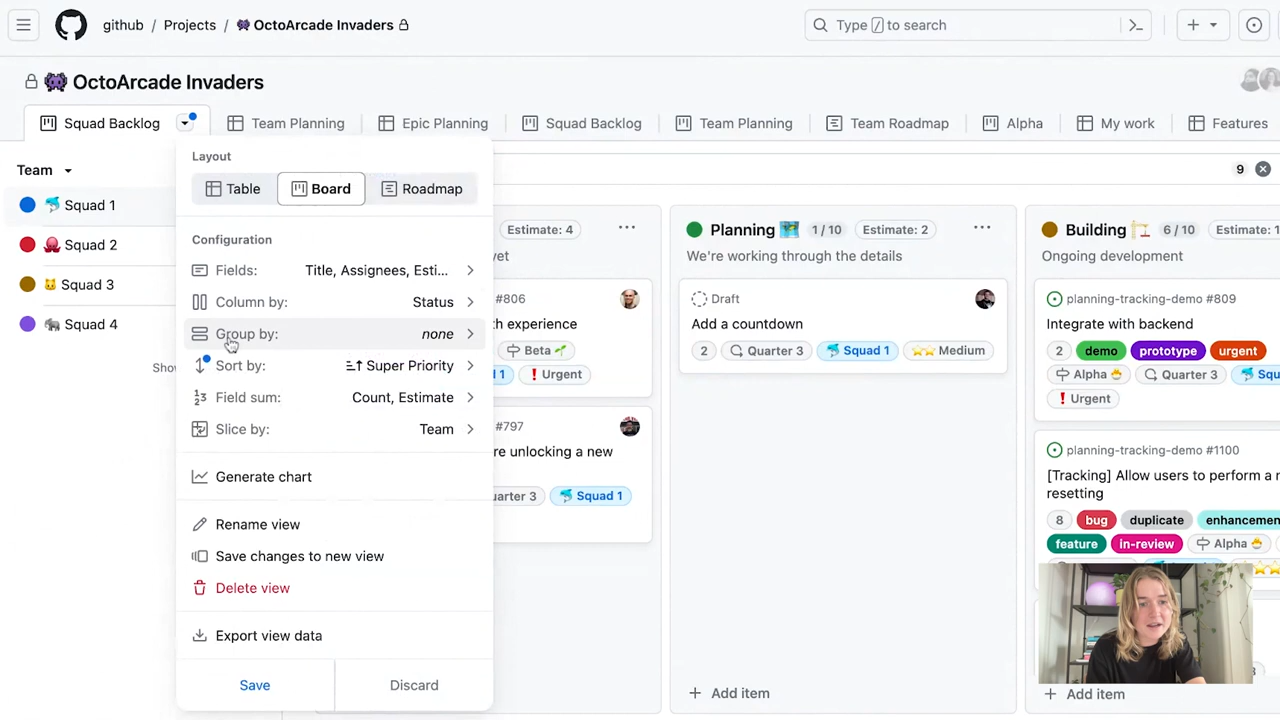 github / Projects / 👾 OctoArcade Invaders
Type / to search
👾 OctoArcade Invaders
Squad Backlog
Team Planning
Epic Planning
Squad Backlog
Team Planning
Team Roadmap
Alpha
My work
Features
Team
🐬 Squad 1
🐙 Squad 2
🐱 Squad 3
🐘 Squad 4
Layout
Table Board Roadmap
Configuration
Fields: Title, Assignees, Esti...
Column by: Status
Group by: none
Sort by: Super Priority
Field sum: Count, Estimate
Slice by: Team
Generate chart
Rename view
Save changes to new view
Delete view
Export view data
Save Discard
9
Estimate: 4
#806
experience
Beta 🌱
Urgent
#797
unlocking a new
3 🐬 Squad 1
Planning 🗺️ 1 / 10 Estimate: 2
We're working through the details
Draft
Add a countdown
2 Quarter 3 🐬 Squad 1 ⭐⭐ Medium
+ Add item
Building 🏗️ 6 / 10 Estimate:
Ongoing development
planning-tracking-demo #809
Integrate with backend
2 demo prototype urgent
Alpha 🐣 Quarter 3
❗ Urgent
planning-tracking-demo #1100
[Tracking] Allow users to perform a
resetting
8 bug duplicate
feature in-review Alpha 🐣
+ Add item